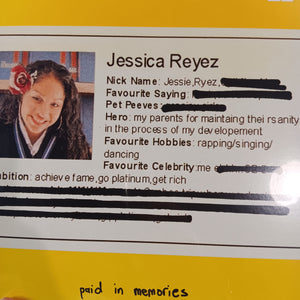 Jessica Reyez
Nick Name: Jessie,Ryez,
Favourite Saying:
Pet Peeves:
Hero: my parents for maintaing thei rsanity
in the process of my developement
Favourite Hobbies: rapping/singing/
dancing
Favourite Celebrity:me
bition: achieve fame,go platinum,get rich
paid in memories